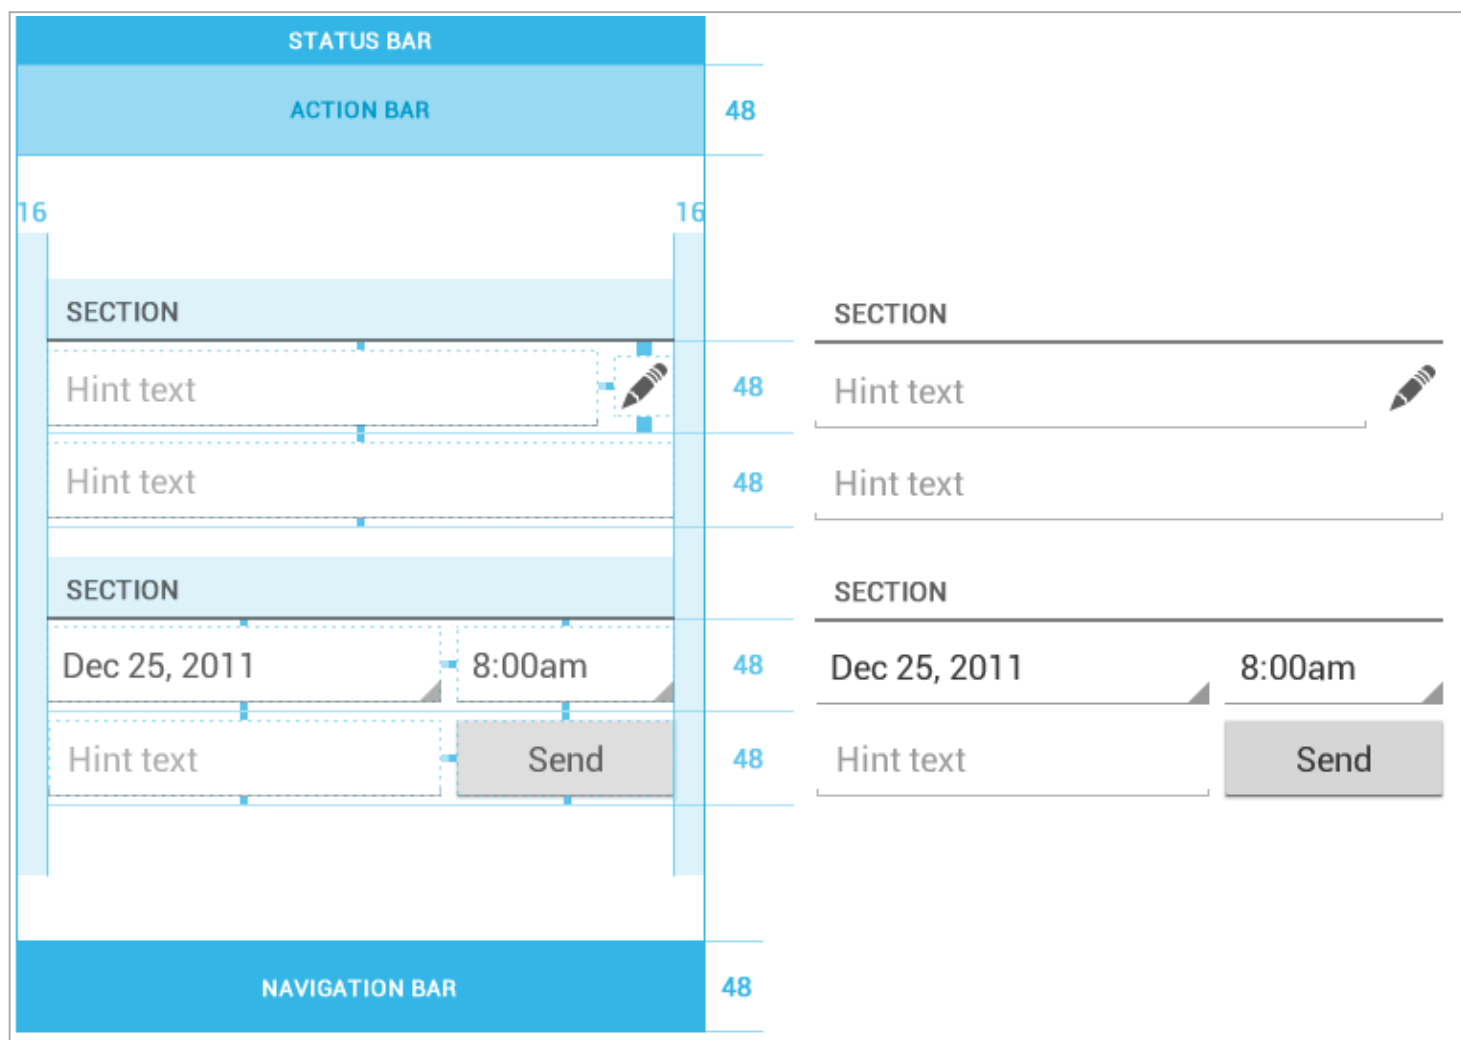 STATUS BAR
ACTION BAR 48
16 16
SECTION
Hint text 48
Hint text 48
SECTION
Dec 25, 2011 8:00am 48
Hint text Send 48
NAVIGATION BAR 48
SECTION
Hint text
Hint text
SECTION
Dec 25, 2011 8:00am
Hint text Send